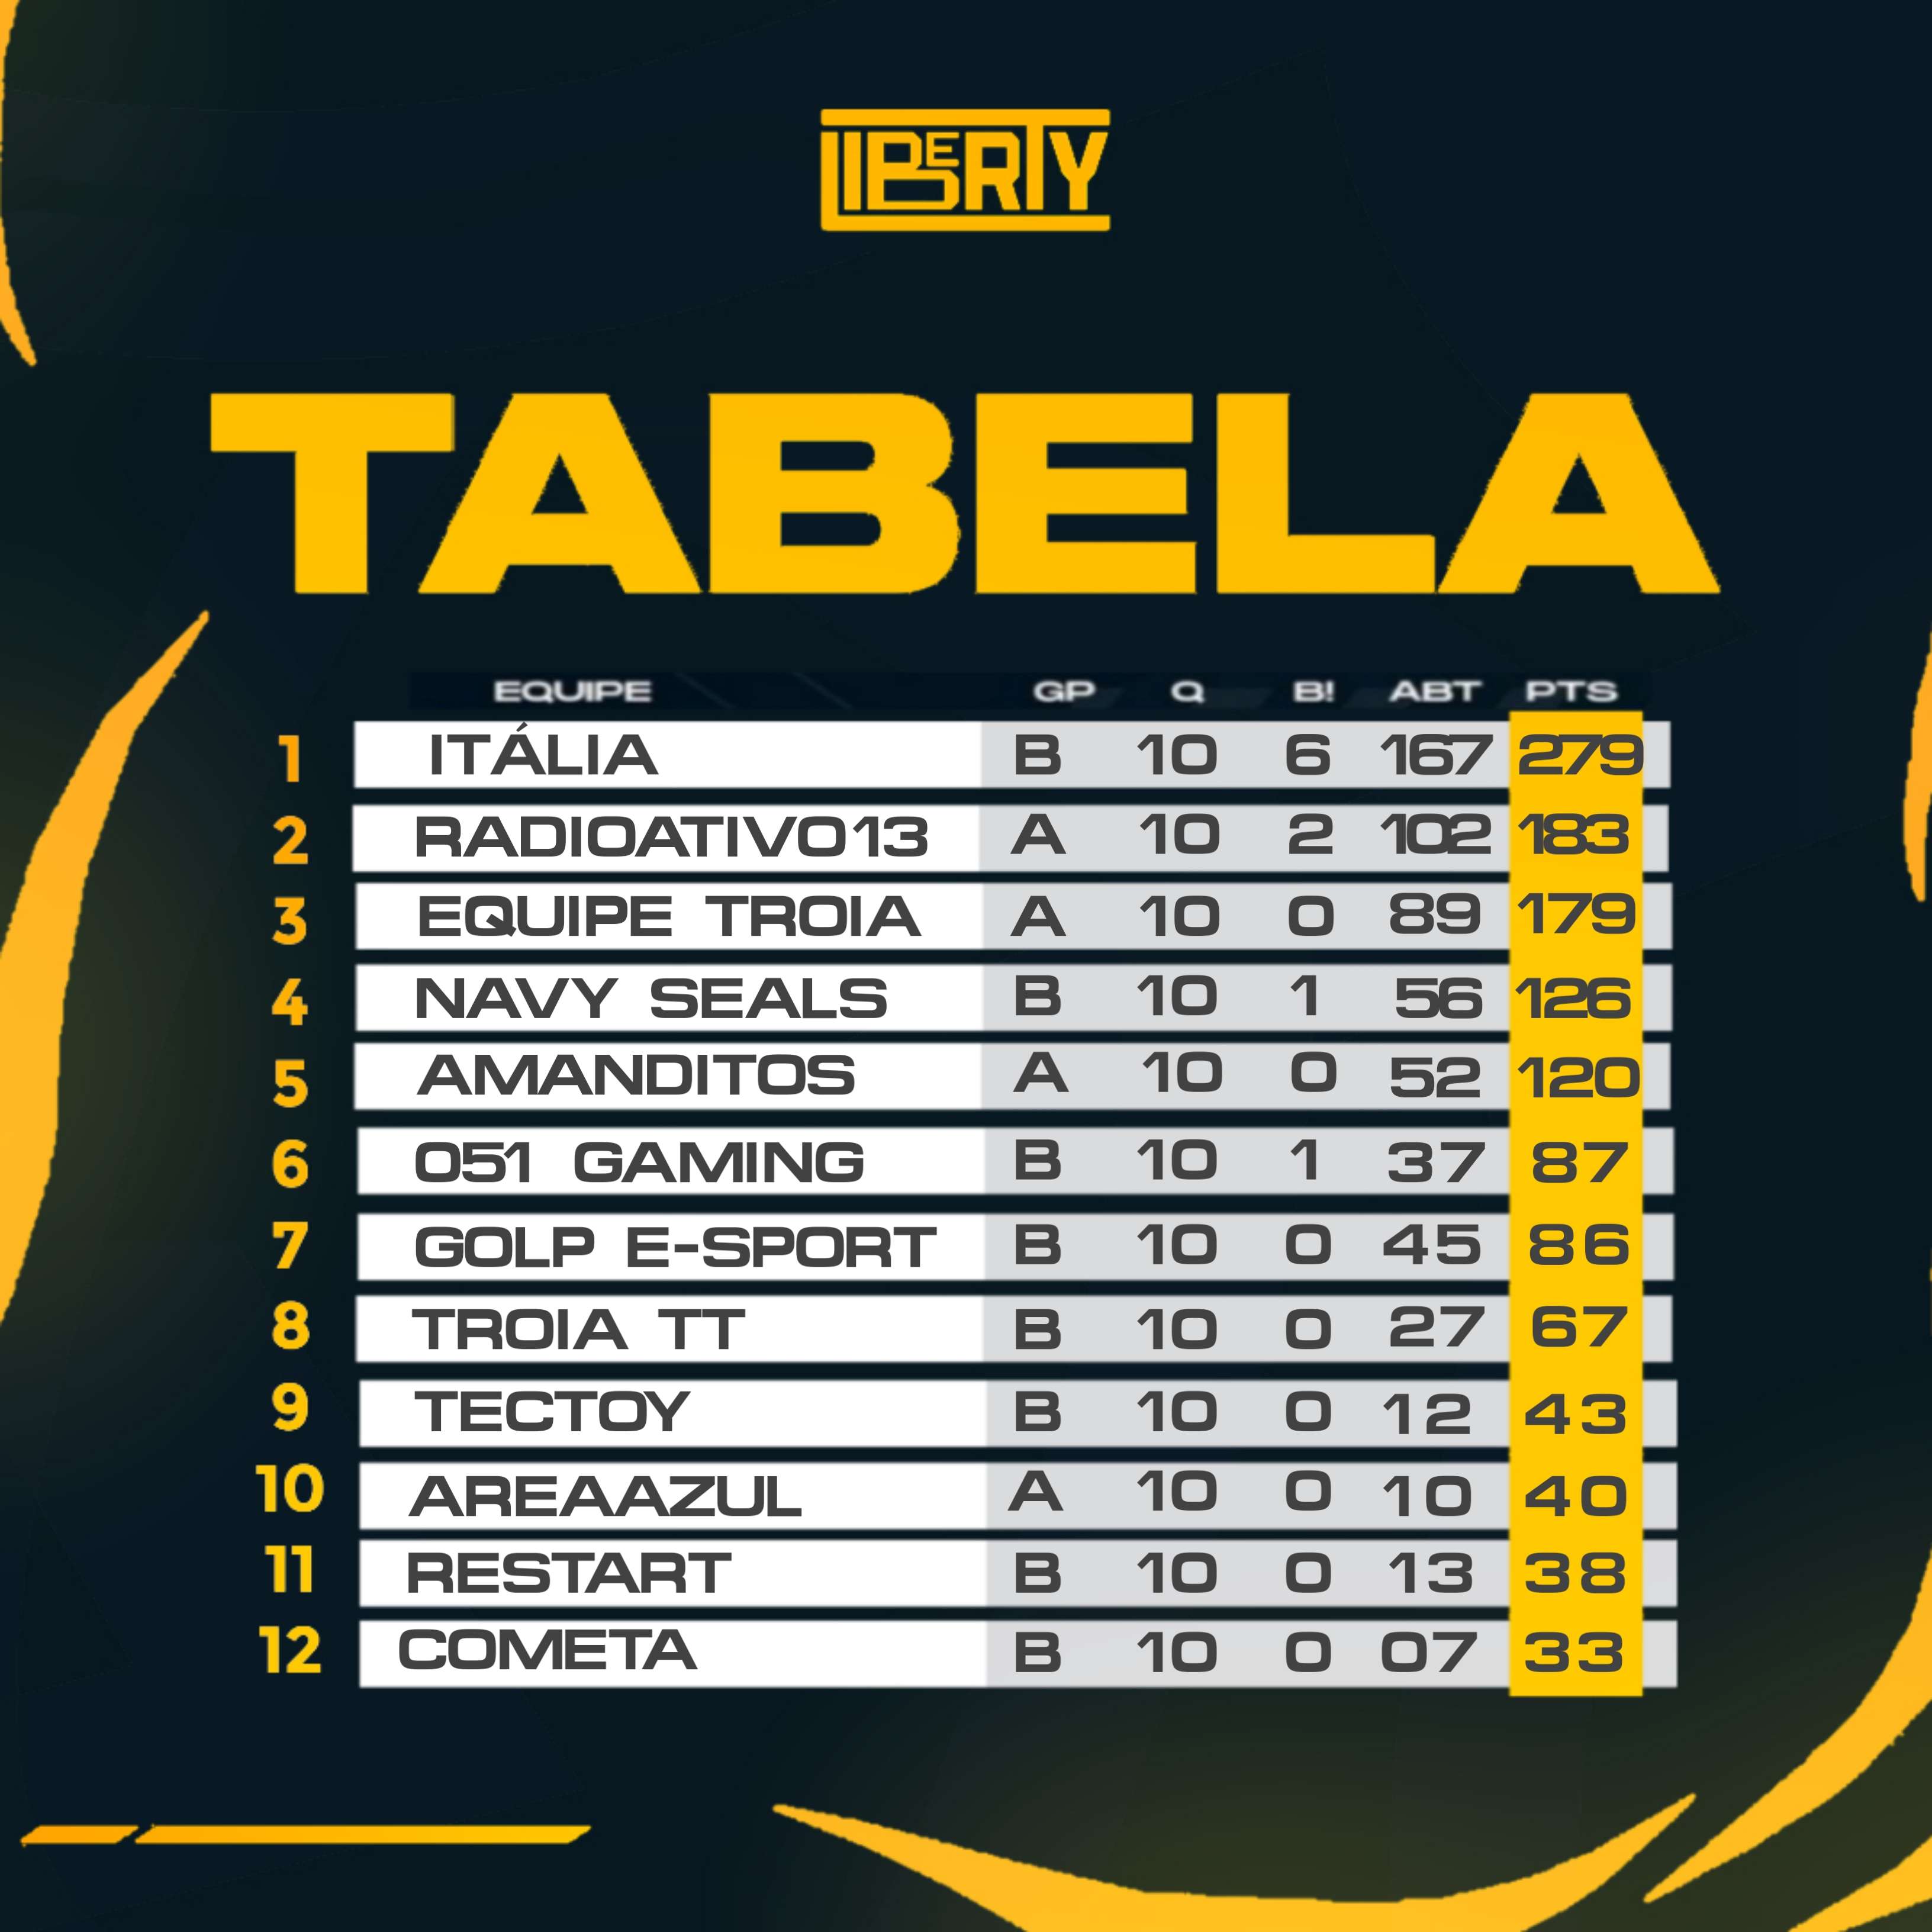 LIBERTY
TABELA
EQUIPE GP Q B! ABT PTS
1 ITÁLIA B 10 6 167 279
2 RADIOATIVO13 A 10 2 102 183
3 EQUIPE TROIA A 10 0 89 179
4 NAVY SEALS B 10 1 56 126
5 AMANDITOS A 10 0 52 120
6 051 GAMING B 10 1 37 87
7 GOLP E-SPORT B 10 0 45 86
8 TROIA TT B 10 0 27 67
9 TECTOY B 10 0 12 43
10 AREAAZUL A 10 0 10 40
11 RESTART B 10 0 13 38
12 COMETA B 10 0 07 33